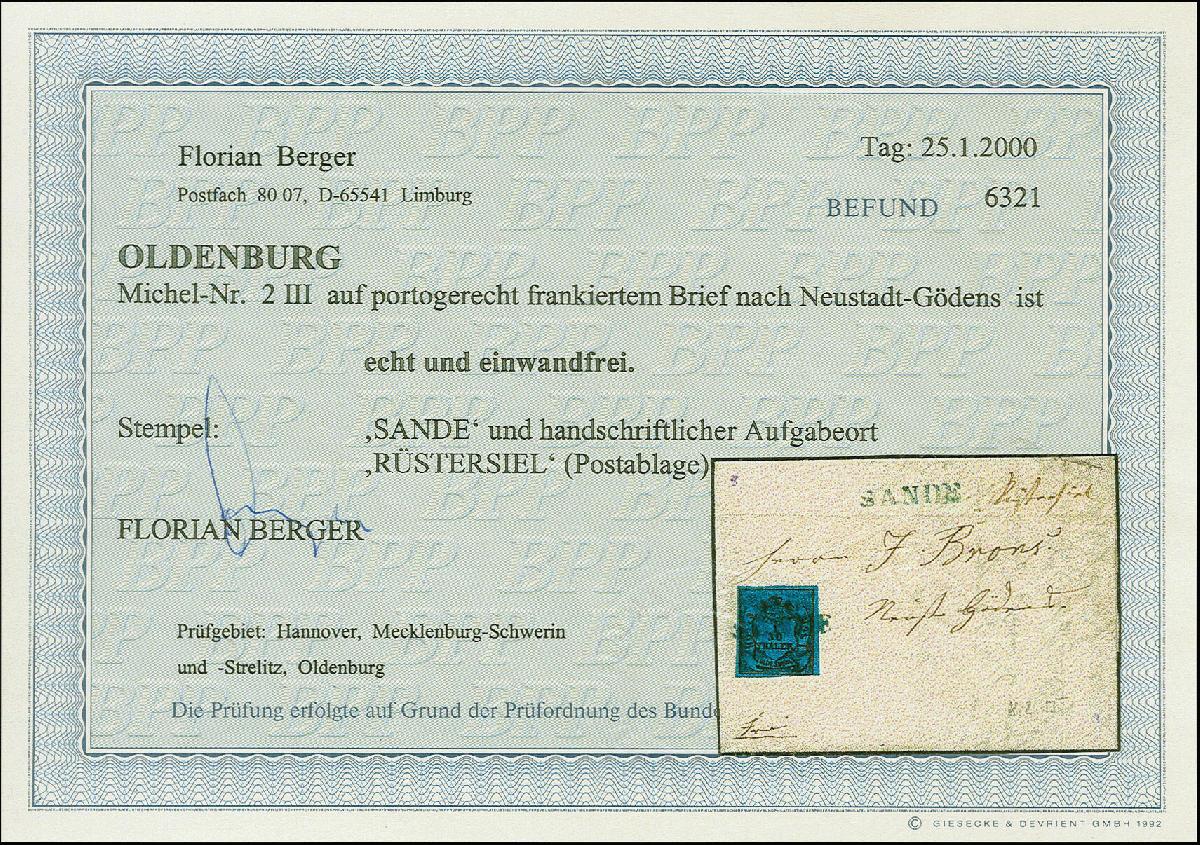 Florian Berger
Tag: 25.1.2000
Postfach 80 07, D-65541 Limburg
BEFUND 6321
OLDENBURG
Michel-Nr. 2 III auf portogerecht frankiertem Brief nach Neustadt-Gödens ist
echt und einwandfrei.
Stempel: ‚SANDE‘ und handschriftlicher Aufgabeort
‚RÜSTERSIEL‘ (Postablage)
SANDE Rüstersiel
FLORIAN BERGER
J. Brons.
THALER
Prüfgebiet: Hannover, Mecklenburg-Schwerin
und -Strelitz, Oldenburg
Die Prüfung erfolgte auf Grund der Prüfordnung des Bunde
© GIESECKE & DEVRIENT GMBH 1992